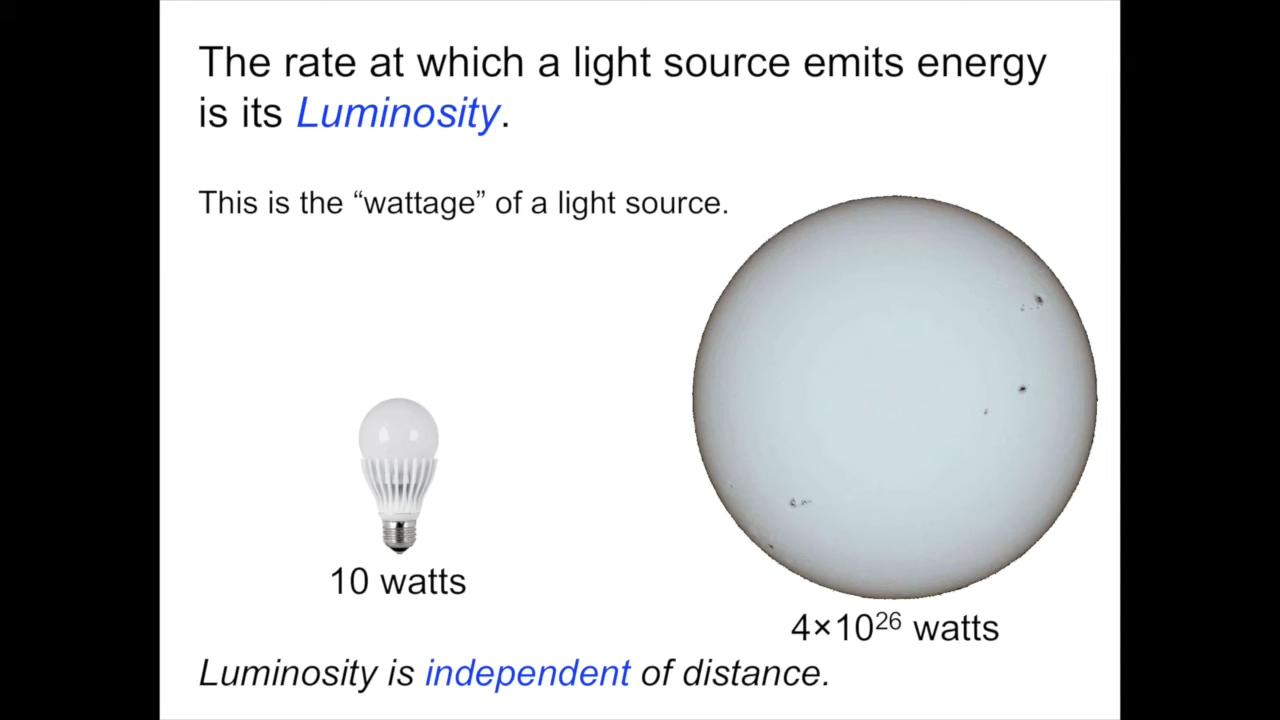 The rate at which a light source emits energy
is its Luminosity.
This is the “wattage” of a light source.
10 watts
4×10²⁶ watts
Luminosity is independent of distance.